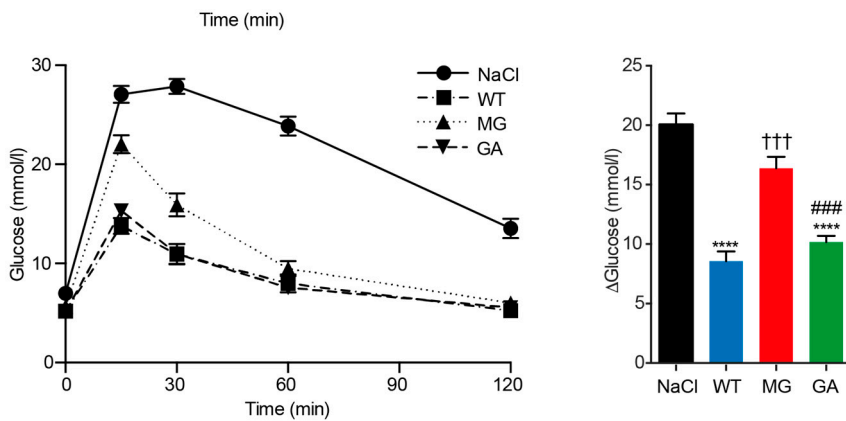 Time (min)
30
20
10
0
Glucose (mmol/l)
0
30
60
90
120
Time (min)
NaCl
WT
MG
GA
25
20
15
10
5
0
ΔGlucose (mmol/l)
****
†††
###
****
NaCl
WT
MG
GA